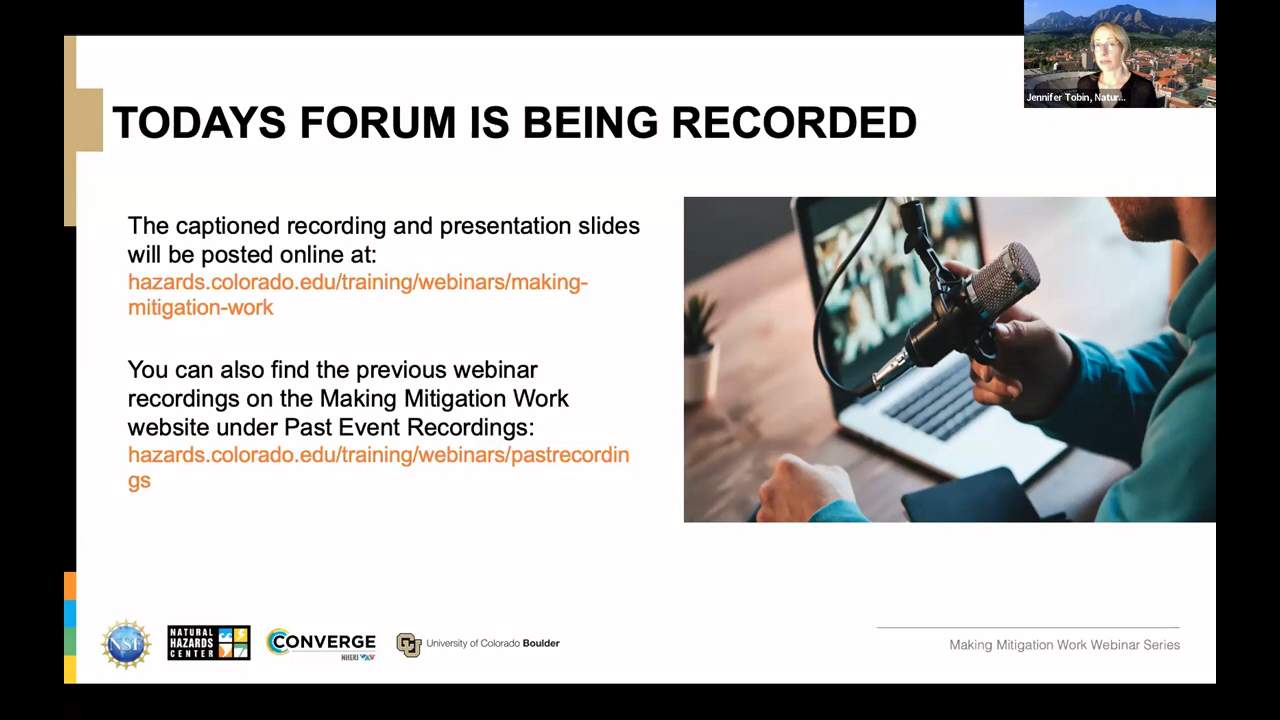 Jennifer Tobin, Natur...
TODAYS FORUM IS BEING RECORDED
The captioned recording and presentation slides
will be posted online at:
hazards.colorado.edu/training/webinars/making-
mitigation-work
You can also find the previous webinar
recordings on the Making Mitigation Work
website under Past Event Recordings:
hazards.colorado.edu/training/webinars/pastrecordin
gs
NSF
NATURAL
HAZARDS
CENTER
CONVERGE
NHERI
CU
University of Colorado Boulder
Making Mitigation Work Webinar Series